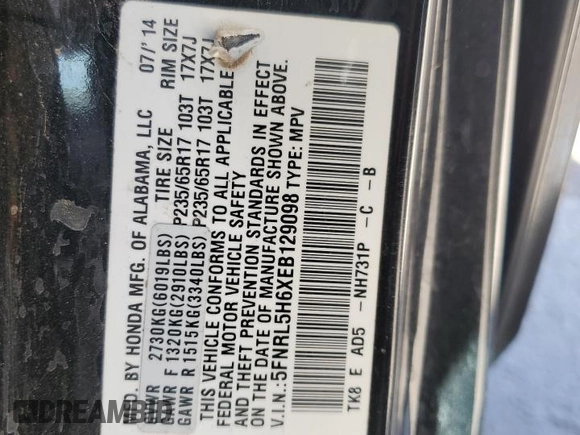 MFD. BY HONDA MFG. OF ALABAMA, LLC 07/'14
TIRE SIZE RIM SIZE
GVWR 2730KG(6019LBS)
GAWR F 1320KG(2910LBS) P235/65R17 103T 17X7J
GAWR R 1515KG(3340LBS) P235/65R17 103T 17X7J
THIS VEHICLE CONFORMS TO ALL APPLICABLE
FEDERAL MOTOR VEHICLE SAFETY
AND THEFT PREVENTION STANDARDS IN EFFECT
ON THE DATE OF MANUFACTURE SHOWN ABOVE.
V.I.N.:5FNRL5H6XEB129098 TYPE: MPV
TK8 E AD5 -NH731P -C -B
DREAMBID